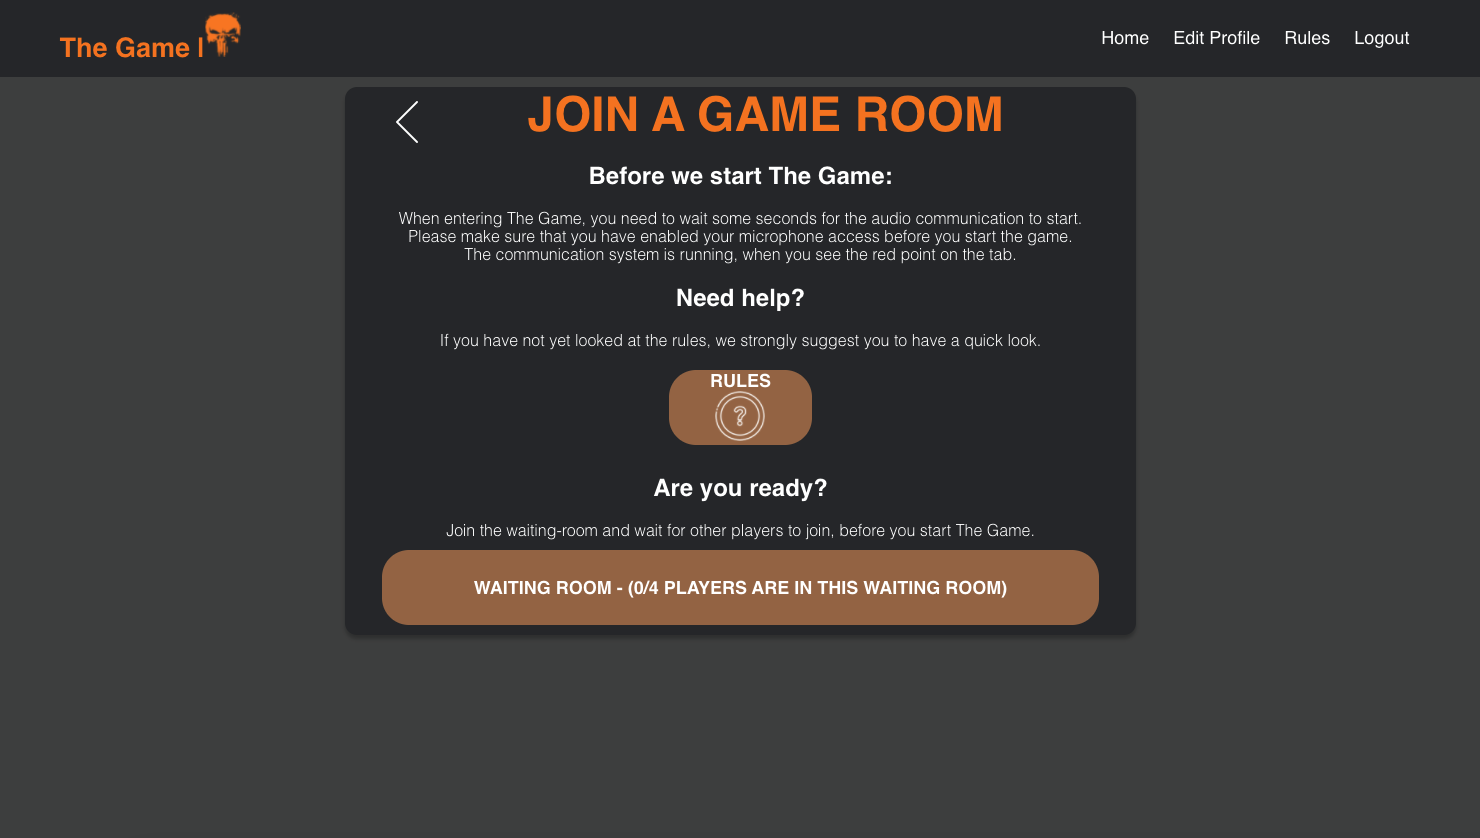 The Game |
Home Edit Profile Rules Logout
JOIN A GAME ROOM
Before we start The Game:
When entering The Game, you need to wait some seconds for the audio communication to start.
Please make sure that you have enabled your microphone access before you start the game.
The communication system is running, when you see the red point on the tab.
Need help?
If you have not yet looked at the rules, we strongly suggest you to have a quick look.
RULES
?
Are you ready?
Join the waiting-room and wait for other players to join, before you start The Game.
WAITING ROOM - (0/4 PLAYERS ARE IN THIS WAITING ROOM)